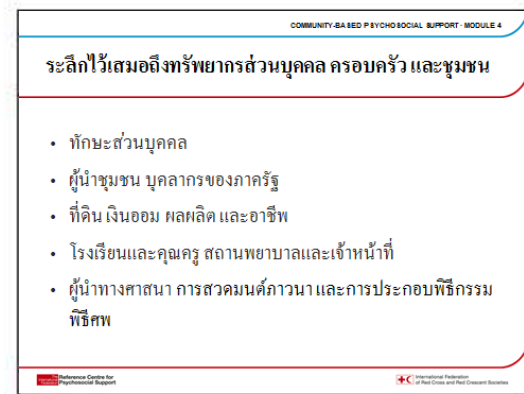 COMMUNITY-BASED PSYCHOSOCIAL SUPPORT - MODULE 4
ระลึกไว้เสมอถึงทรัพยากรส่วนบุคคล ครอบครัว และชุมชน
• ทักษะส่วนบุคคล
• ผู้นำชุมชน บุคลากรของภาครัฐ
• ที่ดิน เงินออม ผลผลิต และอาชีพ
• โรงเรียนและคุณครู สถานพยาบาลและเจ้าหน้าที่
• ผู้นำทางศาสนา การสวดมนต์ภาวนา และการประกอบพิธีกรรม
พิธีศพ
Reference Centre for
Psychosocial Support
International Federation
of Red Cross and Red Crescent Societies